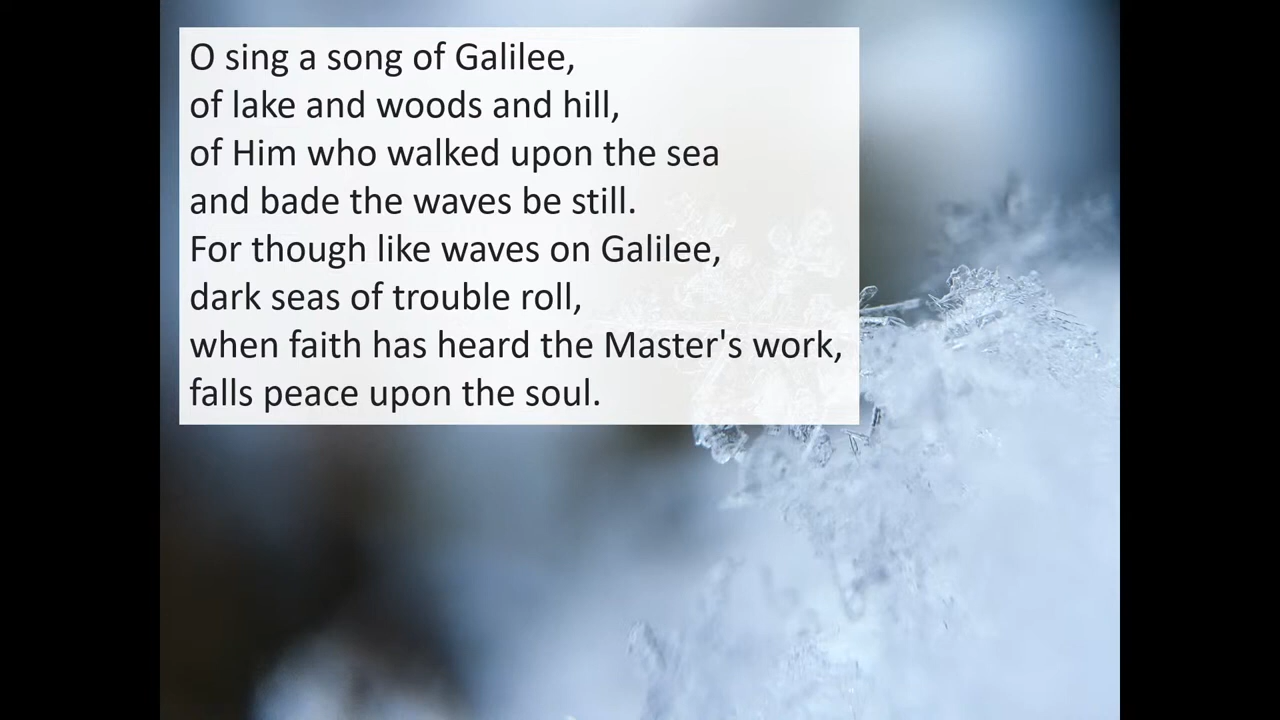 O sing a song of Galilee,
of lake and woods and hill,
of Him who walked upon the sea
and bade the waves be still.
For though like waves on Galilee,
dark seas of trouble roll,
when faith has heard the Master's work,
falls peace upon the soul.